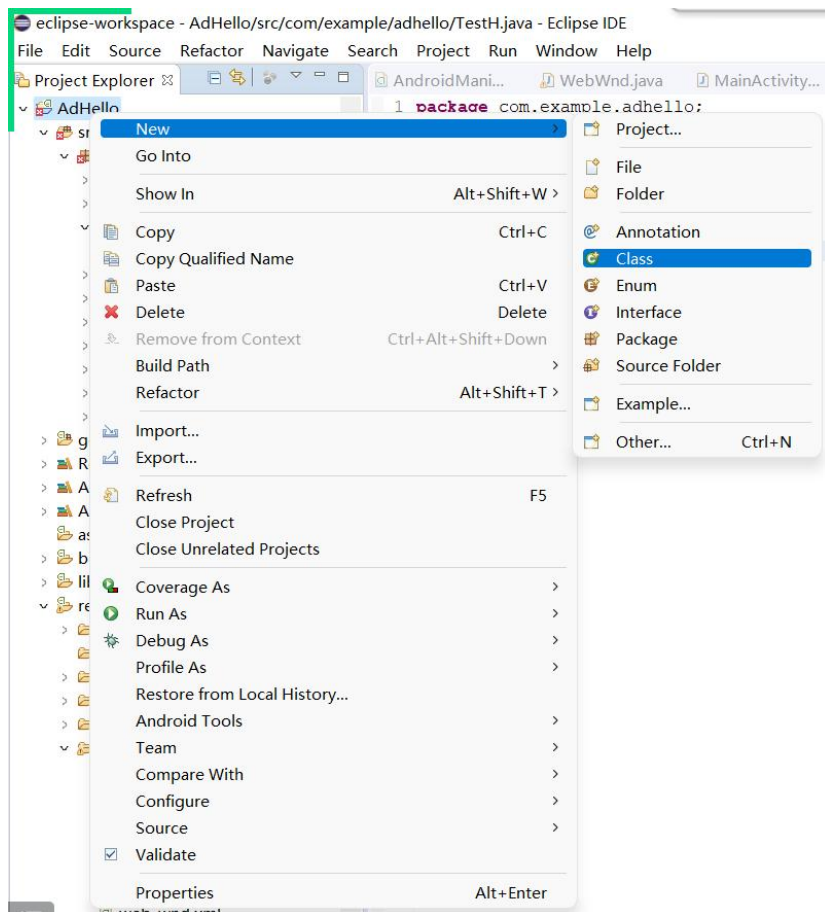 eclipse-workspace - AdHello/src/com/example/adhello/TestH.java - Eclipse IDE
File Edit Source Refactor Navigate Search Project Run Window Help
Project Explorer
AndroidMani... WebWnd.java MainActivity...
AdHello
1 package com.example.adhello;
New
Go Into
Show In Alt+Shift+W >
Copy Ctrl+C
Copy Qualified Name
Paste Ctrl+V
Delete Delete
Remove from Context Ctrl+Alt+Shift+Down
Build Path
Refactor Alt+Shift+T >
Import...
Export...
Refresh F5
Close Project
Close Unrelated Projects
Coverage As
Run As
Debug As
Profile As
Restore from Local History...
Android Tools
Team
Compare With
Configure
Source
Validate
Properties Alt+Enter
Project...
File
Folder
Annotation
Class
Enum
Interface
Package
Source Folder
Example...
Other... Ctrl+N